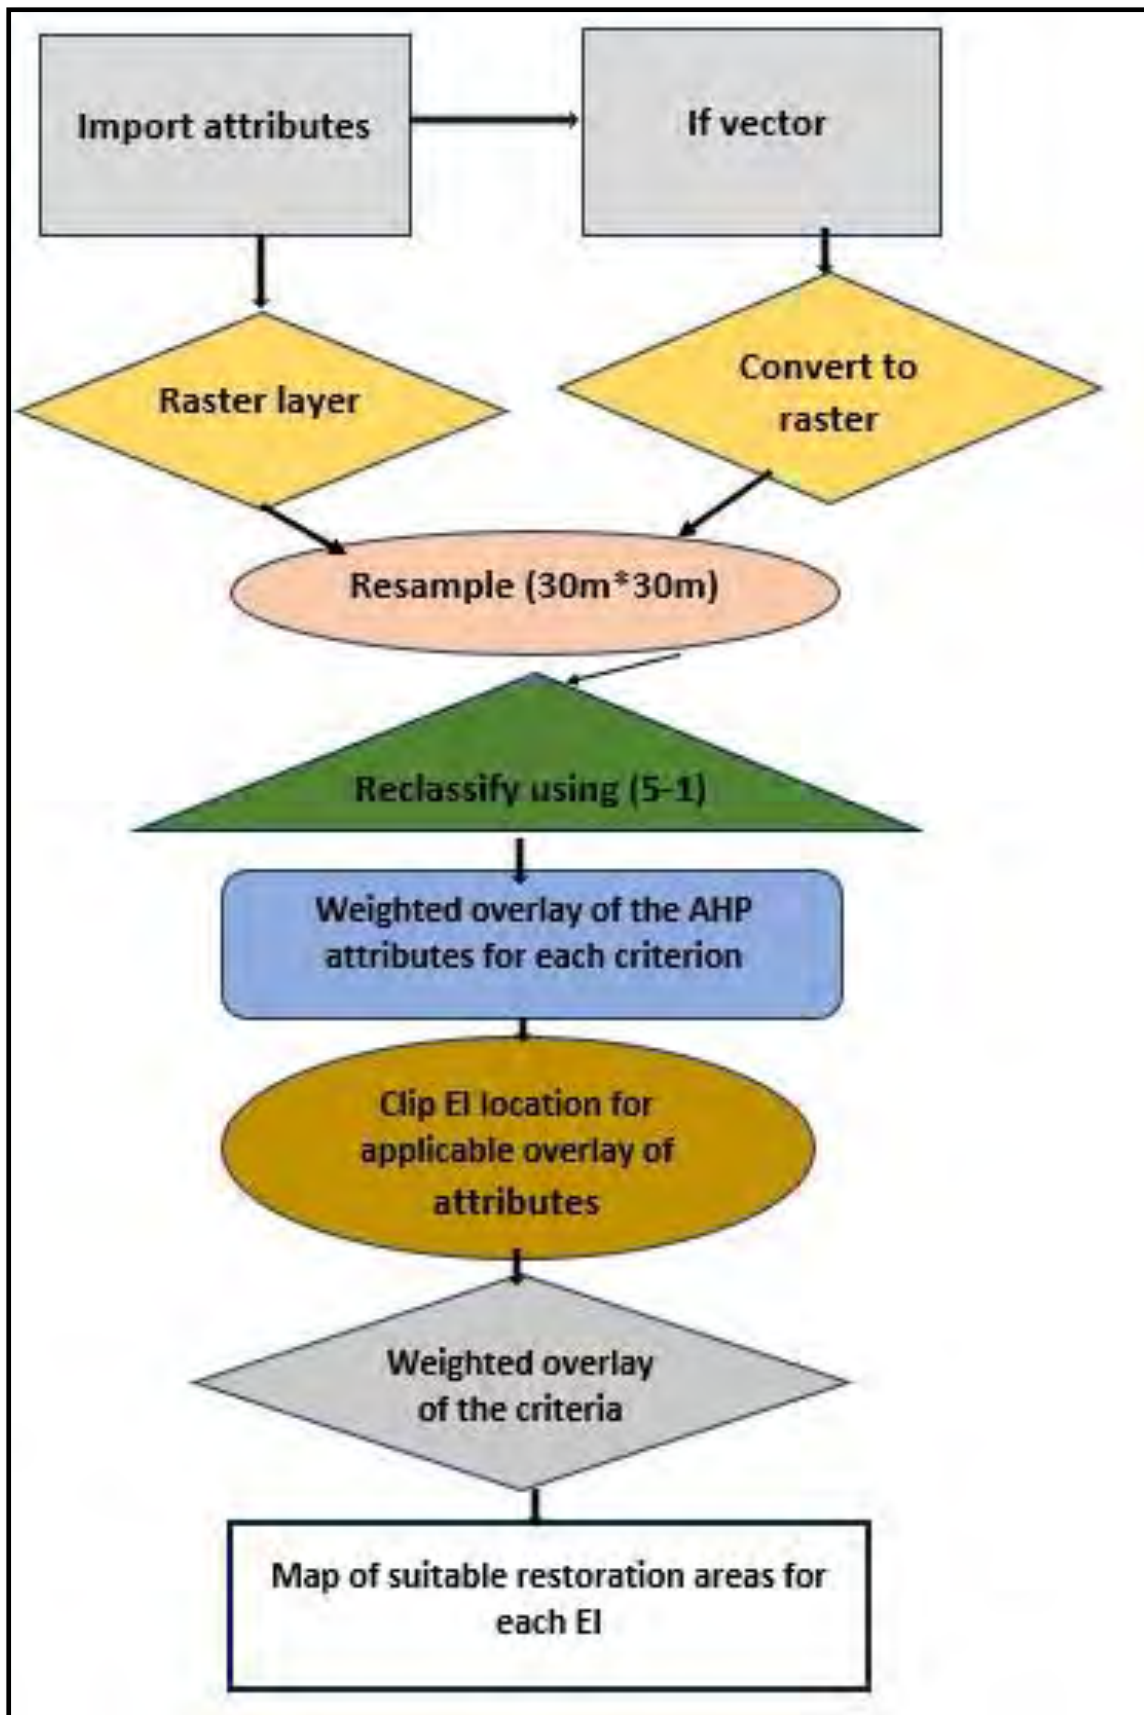 Import attributes
If vector
Raster layer
Convert to
raster
Resample (30m*30m)
Reclassify using (5-1)
Weighted overlay of the AHP
attributes for each criterion
Clip EI location for
applicable overlay of
attributes
Weighted overlay
of the criteria
Map of suitable restoration areas for
each EI